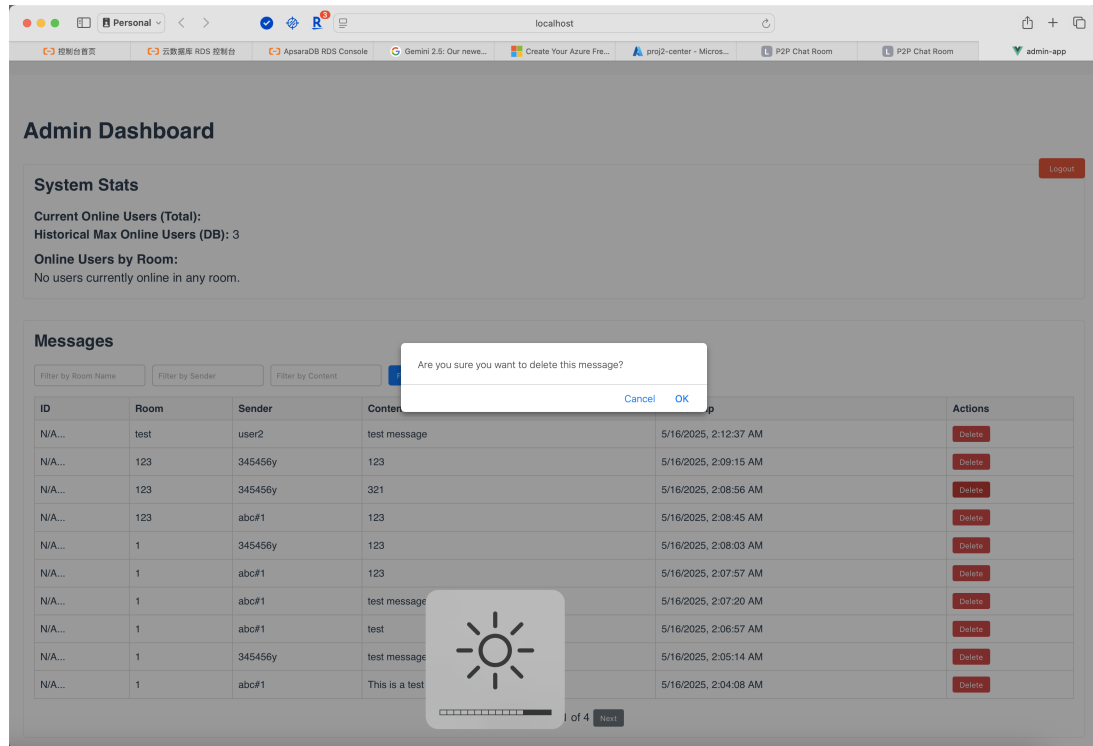 Personal
R 3
localhost
控制台首页 云数据库 RDS 控制台 ApsaraDB RDS Console Gemini 2.5: Our newe... Create Your Azure Fre... proj2-center - Micros... L P2P Chat Room L P2P Chat Room admin-app
Admin Dashboard
Logout
System Stats
Current Online Users (Total):
Historical Max Online Users (DB): 3
Online Users by Room:
No users currently online in any room.
Messages
Are you sure you want to delete this message?
Cancel OK
Filter by Room Name Filter by Sender Filter by Content
ID Room Sender Actions
N/A... test user2 test message 5/16/2025, 2:12:37 AM Delete
N/A... 123 345456y 123 5/16/2025, 2:09:15 AM Delete
N/A... 123 345456y 321 5/16/2025, 2:08:56 AM Delete
N/A... 123 abc#1 123 5/16/2025, 2:08:45 AM Delete
N/A... 1 345456y 123 5/16/2025, 2:08:03 AM Delete
N/A... 1 abc#1 123 5/16/2025, 2:07:57 AM Delete
N/A... 1 abc#1 test message 5/16/2025, 2:07:20 AM Delete
N/A... 1 abc#1 test 5/16/2025, 2:06:57 AM Delete
N/A... 1 345456y test message 5/16/2025, 2:05:14 AM Delete
N/A... 1 abc#1 This is a test 5/16/2025, 2:04:08 AM Delete
of 4 Next